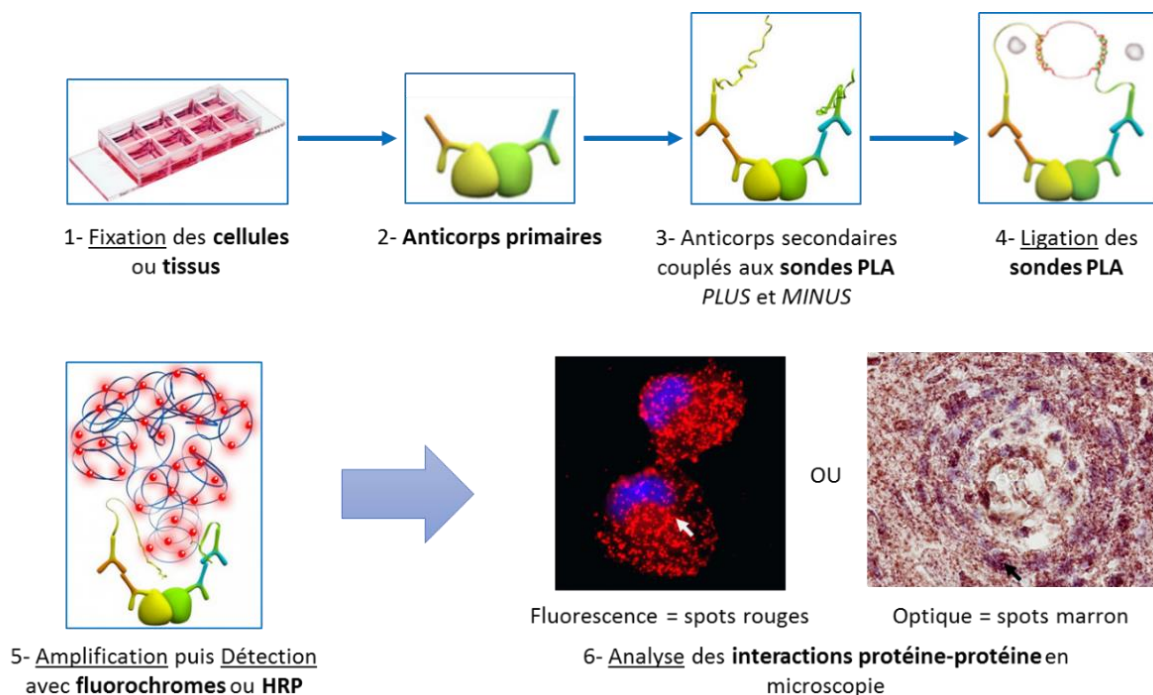 1- Fixation des cellules
ou tissus
2- Anticorps primaires
3- Anticorps secondaires
couplés aux sondes PLA
PLUS et MINUS
4- Ligation des
sondes PLA
OU
Fluorescence = spots rouges
Optique = spots marron
5- Amplification puis Détection
avec fluorochromes ou HRP
6- Analyse des interactions protéine-protéine en
microscopie